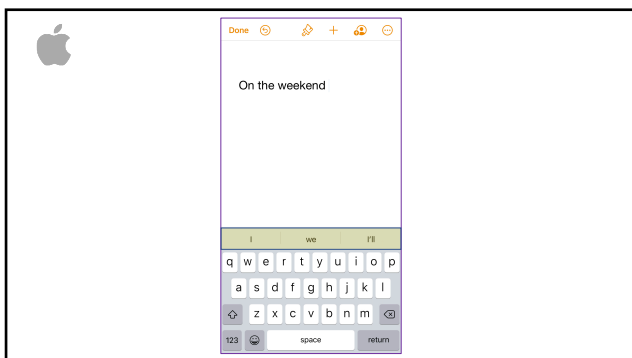 Done
On the weekend
I we I'll
q w e r t y u i o p
a s d f g h j k l
z x c v b n m
123 space return